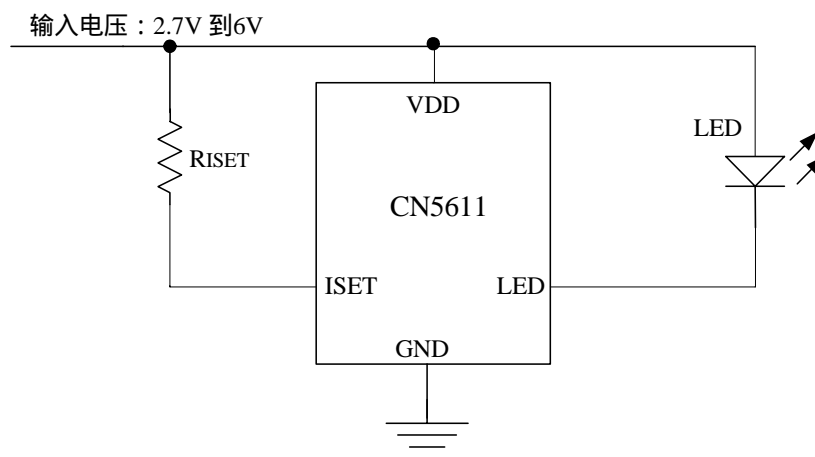 输入电压：2.7V 到6V
VDD
LED
RISET
CN5611
ISET
LED
GND